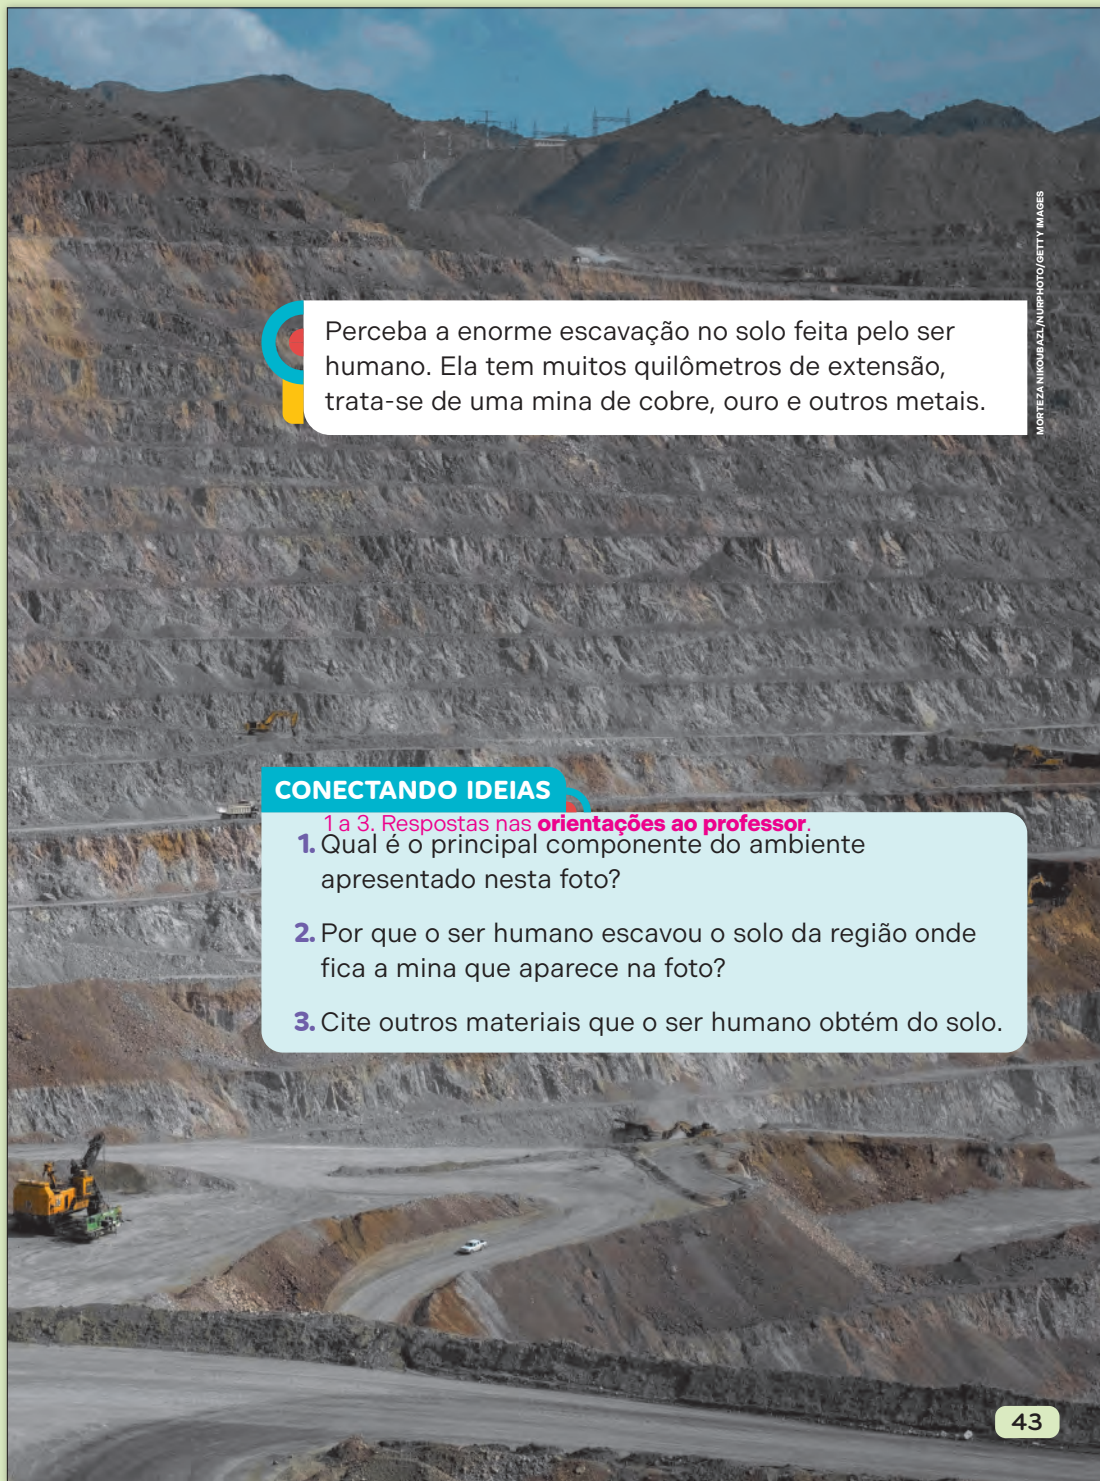 MORTEZA NIKOUBAZL/NURPHOTO/GETTY IMAGES
Perceba a enorme escavação no solo feita pelo ser
humano. Ela tem muitos quilômetros de extensão,
trata-se de uma mina de cobre, ouro e outros metais.
CONECTANDO IDEIAS
1 a 3. Respostas nas orientações ao professor.
1. Qual é o principal componente do ambiente
apresentado nesta foto?
2. Por que o ser humano escavou o solo da região onde
fica a mina que aparece na foto?
3. Cite outros materiais que o ser humano obtém do solo.
43